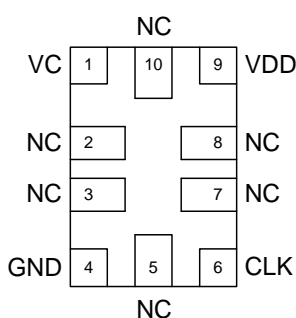 NC
VC 1 10 9 VDD
NC 2 8 NC
NC 3 7 NC
GND 4 5 6 CLK
NC